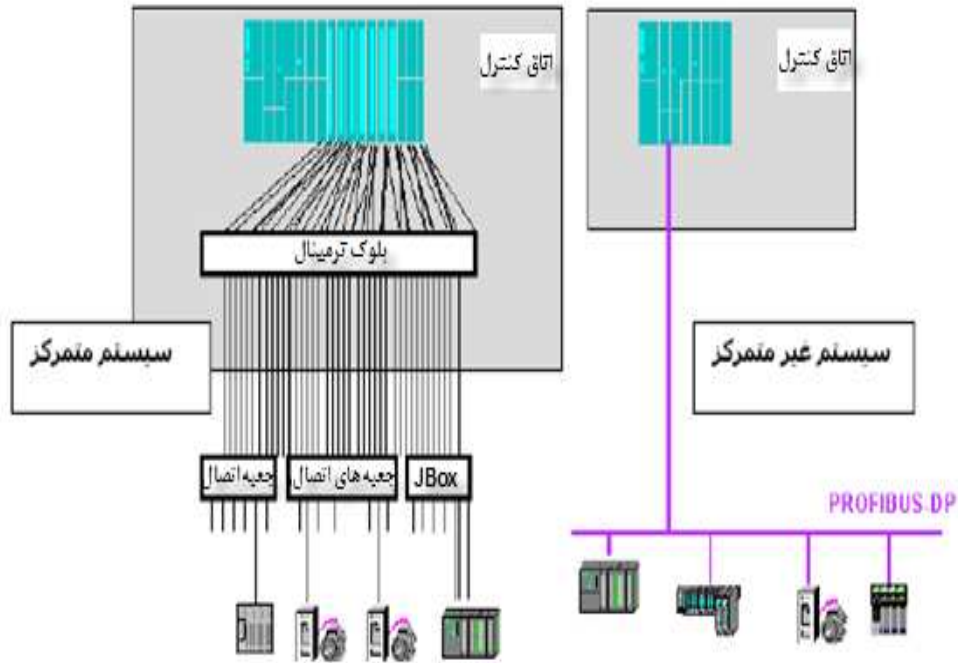 اتاق کنترل
اتاق کنترل
بلوک ترمینال
سیستم متمرکز
سیستم غیر متمرکز
جعبه اتصال
جعبه های اتصال
JBox
PROFIBUS-DP